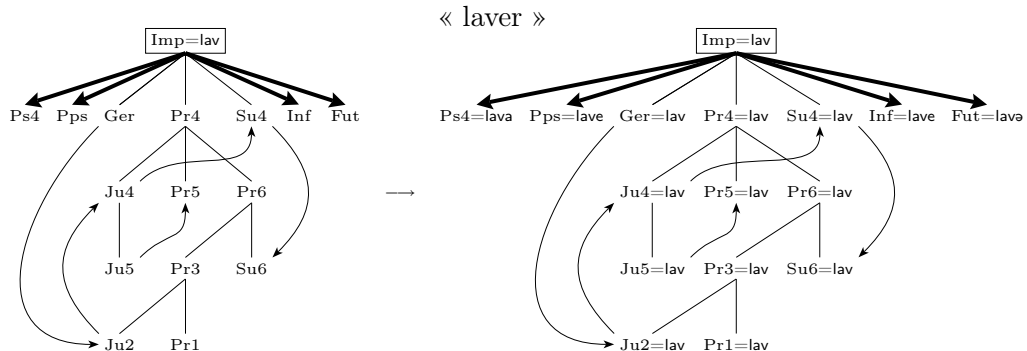 « laver »
Imp=lav Imp=lav
Ps4 Pps Ger Pr4 Su4 Inf Fut Ps4=lava Pps=lave Ger=lav Pr4=lav Su4=lav Inf=lave Fut=lavə
Ju4 Pr5 Pr6 → Ju4=lav Pr5=lav Pr6=lav
Ju5 Pr3 Su6 Ju5=lav Pr3=lav Su6=lav
Ju2 Pr1 Ju2=lav Pr1=lav